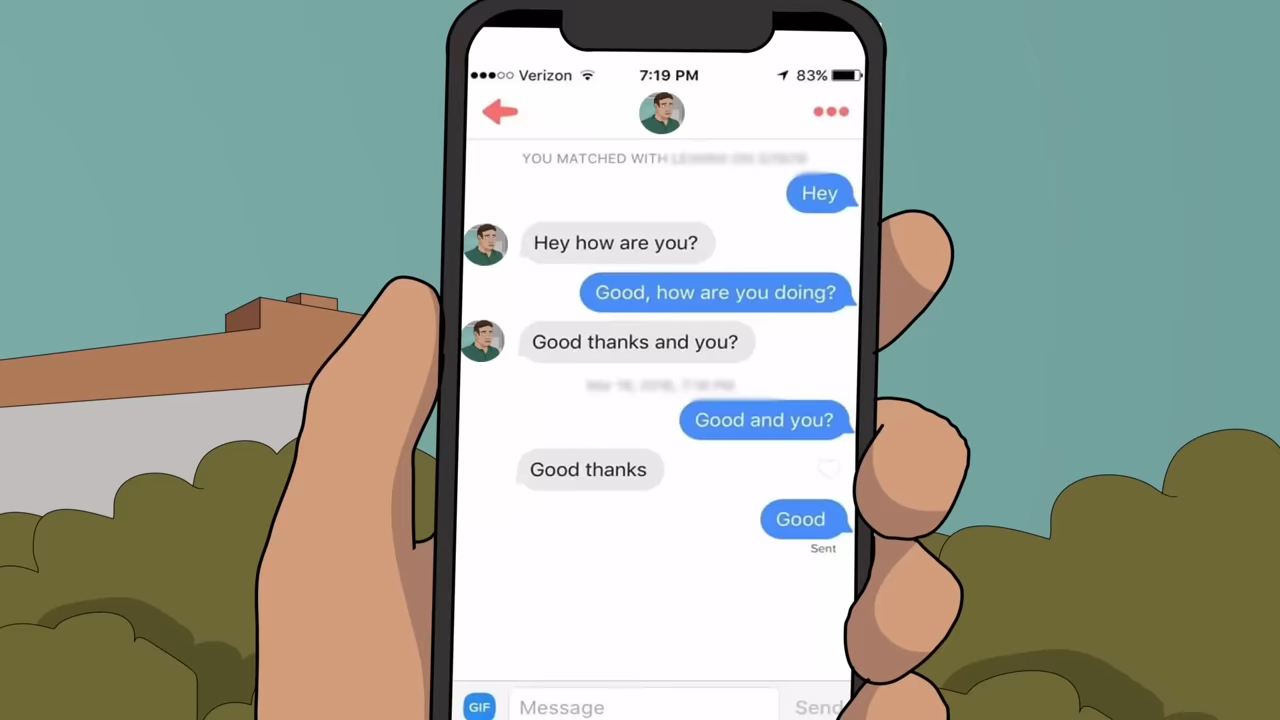 Verizon 7:19 PM 83%
YOU MATCHED WITH
Hey
Hey how are you?
Good, how are you doing?
Good thanks and you?
Good and you?
Good thanks
Good
Sent
GIF Message Send